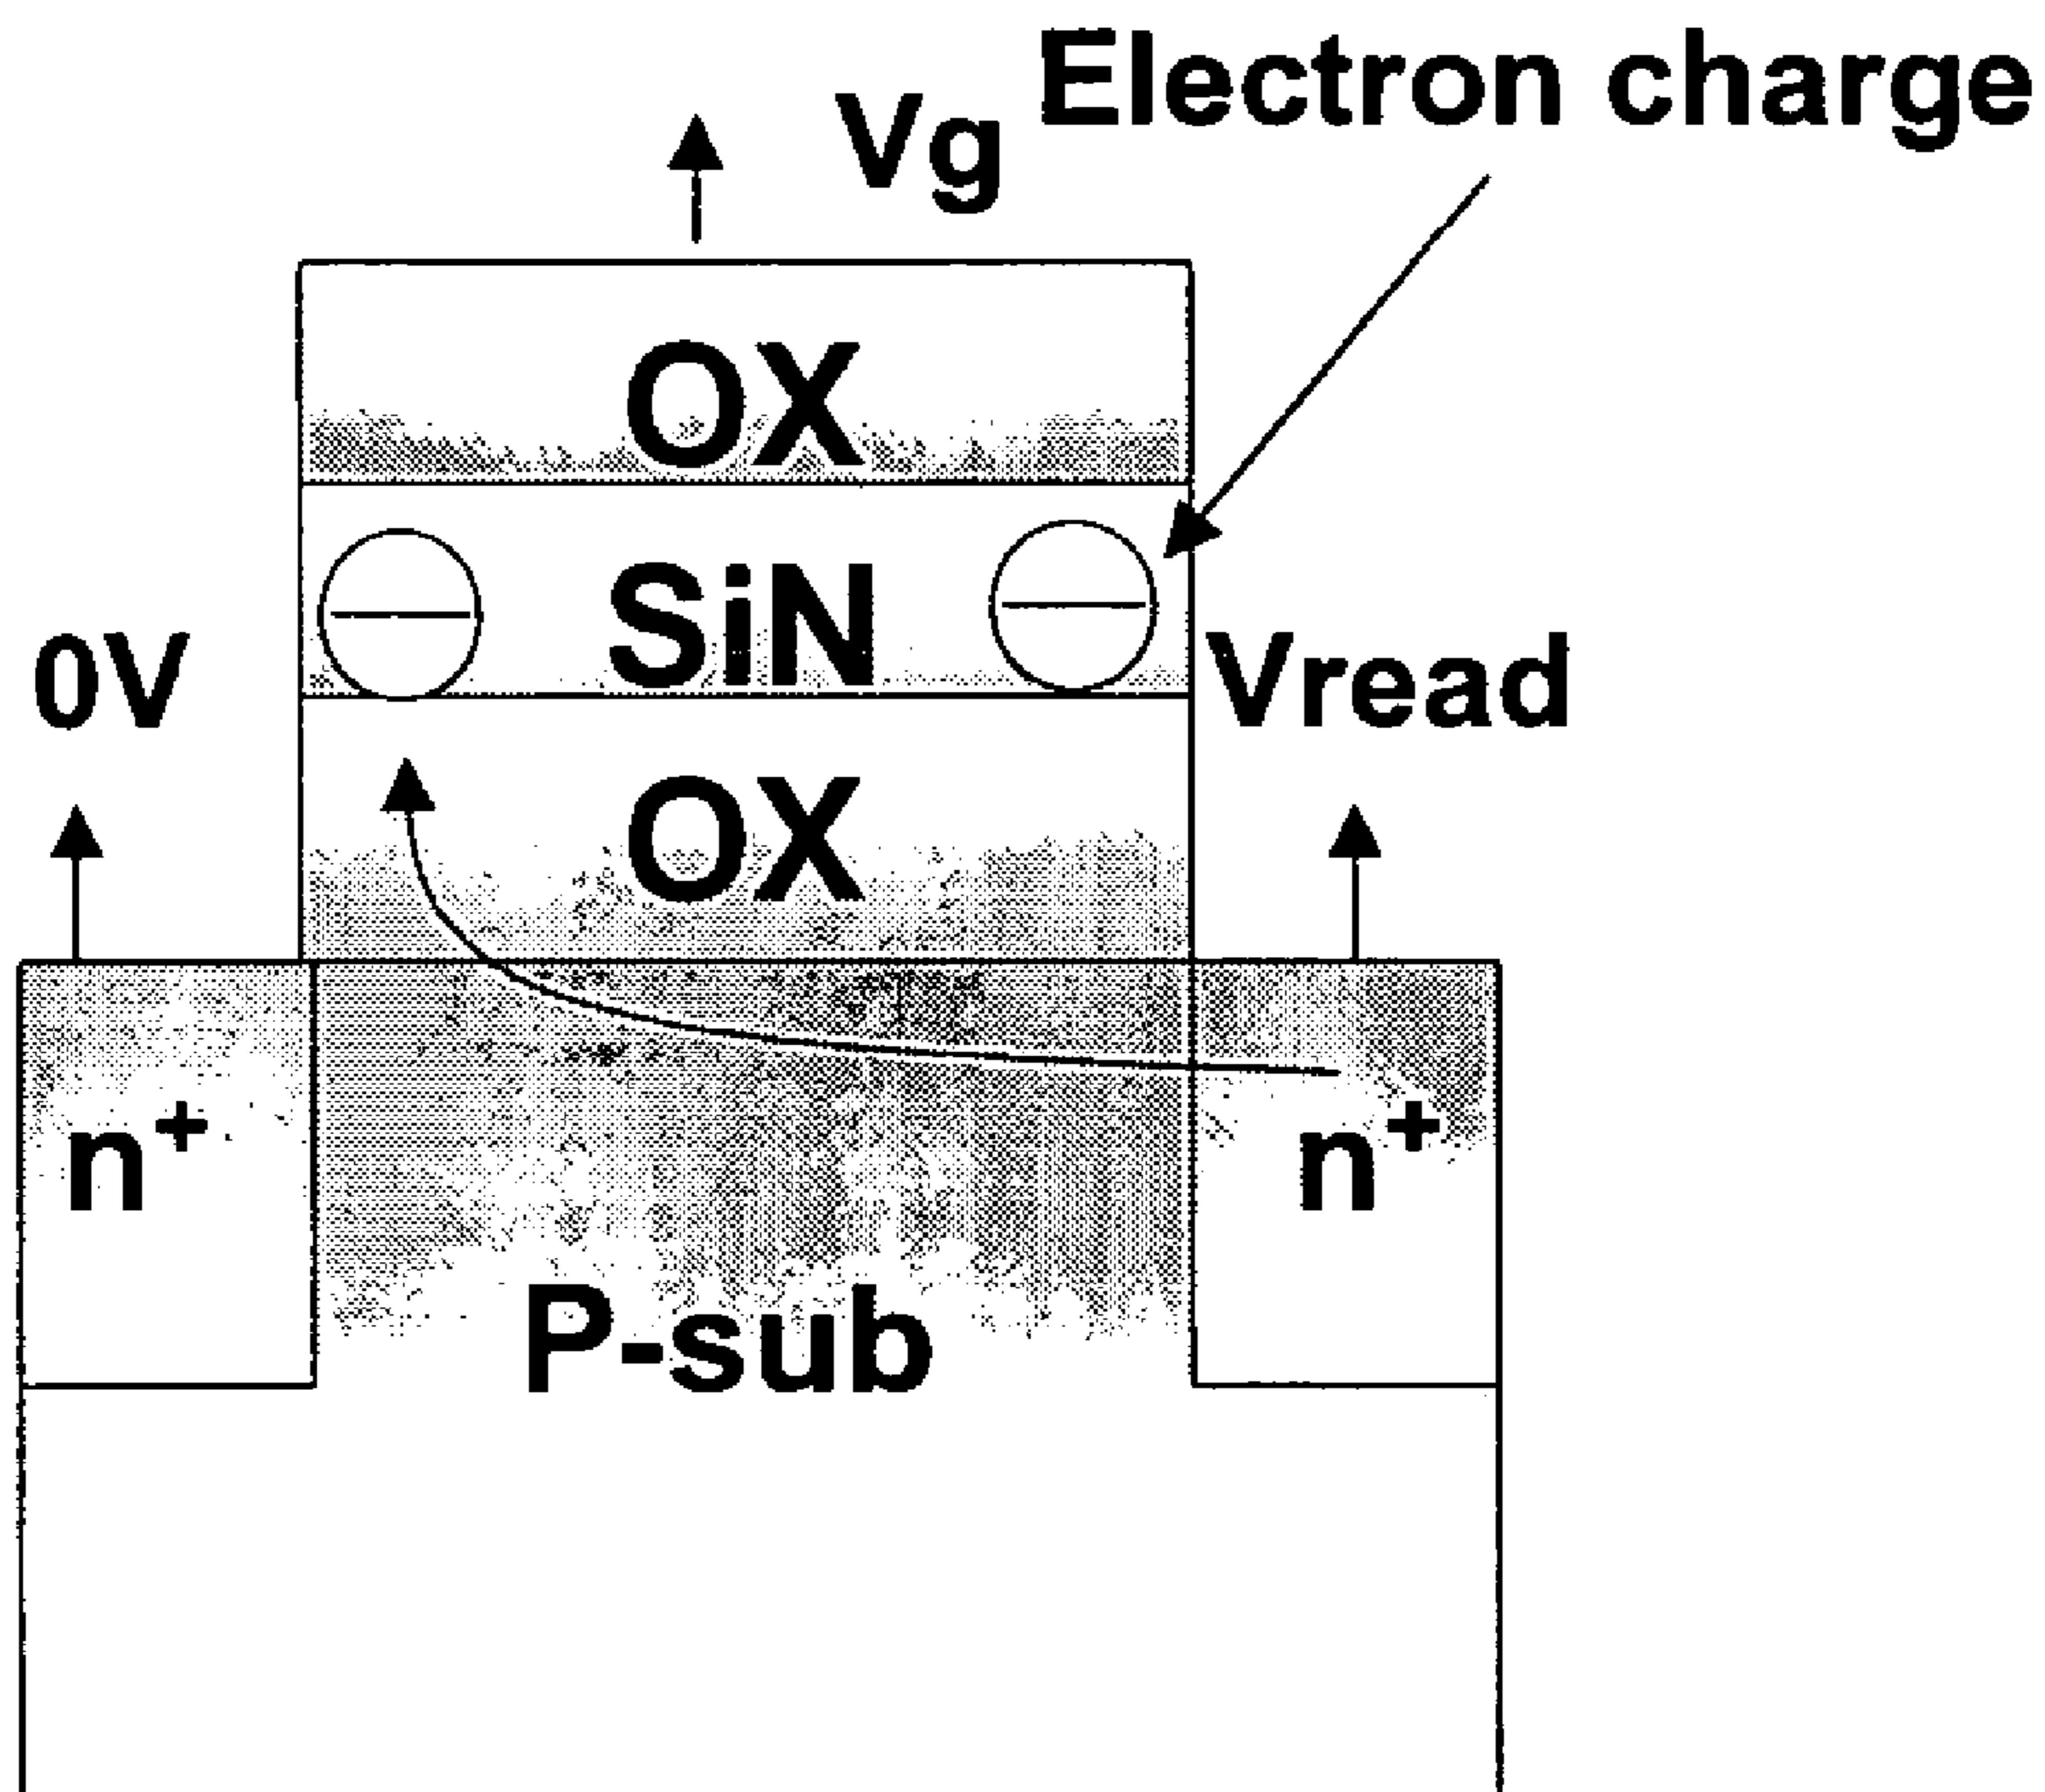 Electron charge
Vg
OX
SiN
0V
Vread
OX
n⁺
n⁺
P-sub